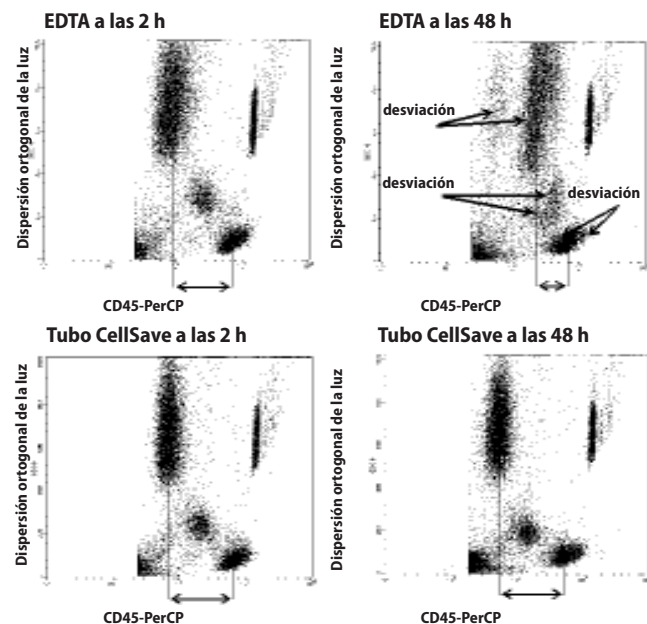 EDTA a las 2 h
Dispersión ortogonal de la luz
CD45-PerCP
EDTA a las 48 h
Dispersión ortogonal de la luz
desviación
desviación
desviación
CD45-PerCP
Tubo CellSave a las 2 h
Dispersión ortogonal de la luz
CD45-PerCP
Tubo CellSave a las 48 h
Dispersión ortogonal de la luz
CD45-PerCP